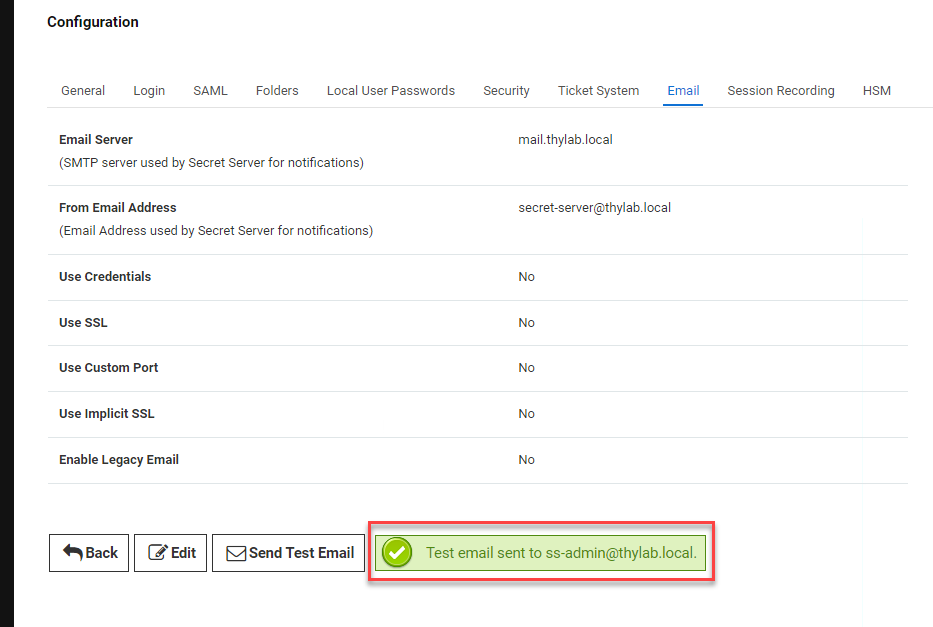 Configuration
General Login SAML Folders Local User Passwords Security Ticket System Email Session Recording HSM
Email Server mail.thylab.local
(SMTP server used by Secret Server for notifications)
From Email Address secret-server@thylab.local
(Email Address used by Secret Server for notifications)
Use Credentials No
Use SSL No
Use Custom Port No
Use Implicit SSL No
Enable Legacy Email No
Back Edit Send Test Email Test email sent to ss-admin@thylab.local.